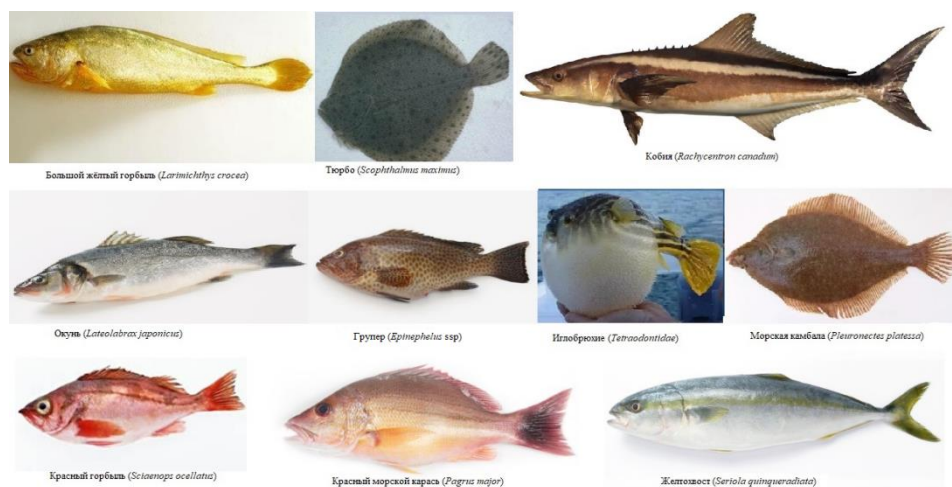 Большой жёлтый горбыль (Larimichthys crocea)
Тюрбо (Scophthalmus maximus)
Кобия (Rachycentron canadum)
Окунь (Lateolabrax japonicus)
Групер (Epinephelus ssp)
Иглобрюхие (Tetraodontidae)
Морская камбала (Pleuronectes platessa)
Красный горбыль (Sciaenops ocellatus)
Красный морской карась (Pagrus major)
Желтохвост (Seriola quinqueradiata)